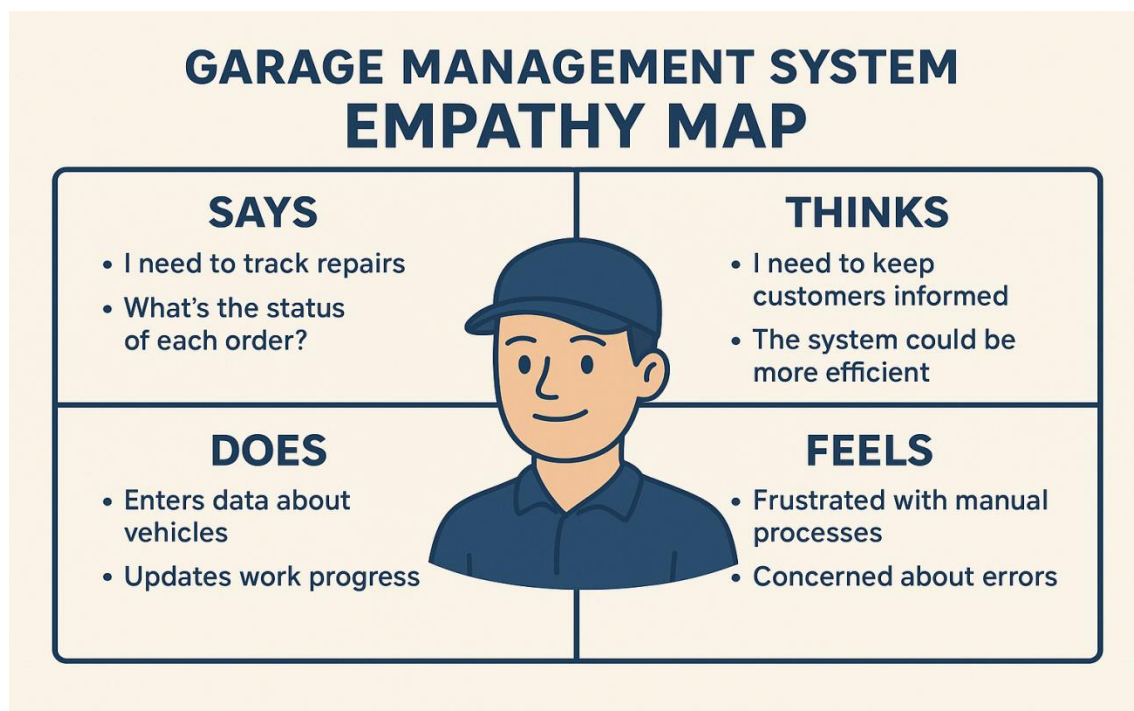 GARAGE MANAGEMENT SYSTEM
EMPATHY MAP
SAYS
• I need to track repairs
• What's the status
of each order?
THINKS
• I need to keep
customers informed
• The system could be
more efficient
DOES
• Enters data about
vehicles
• Updates work progress
FEELS
• Frustrated with manual
processes
• Concerned about errors